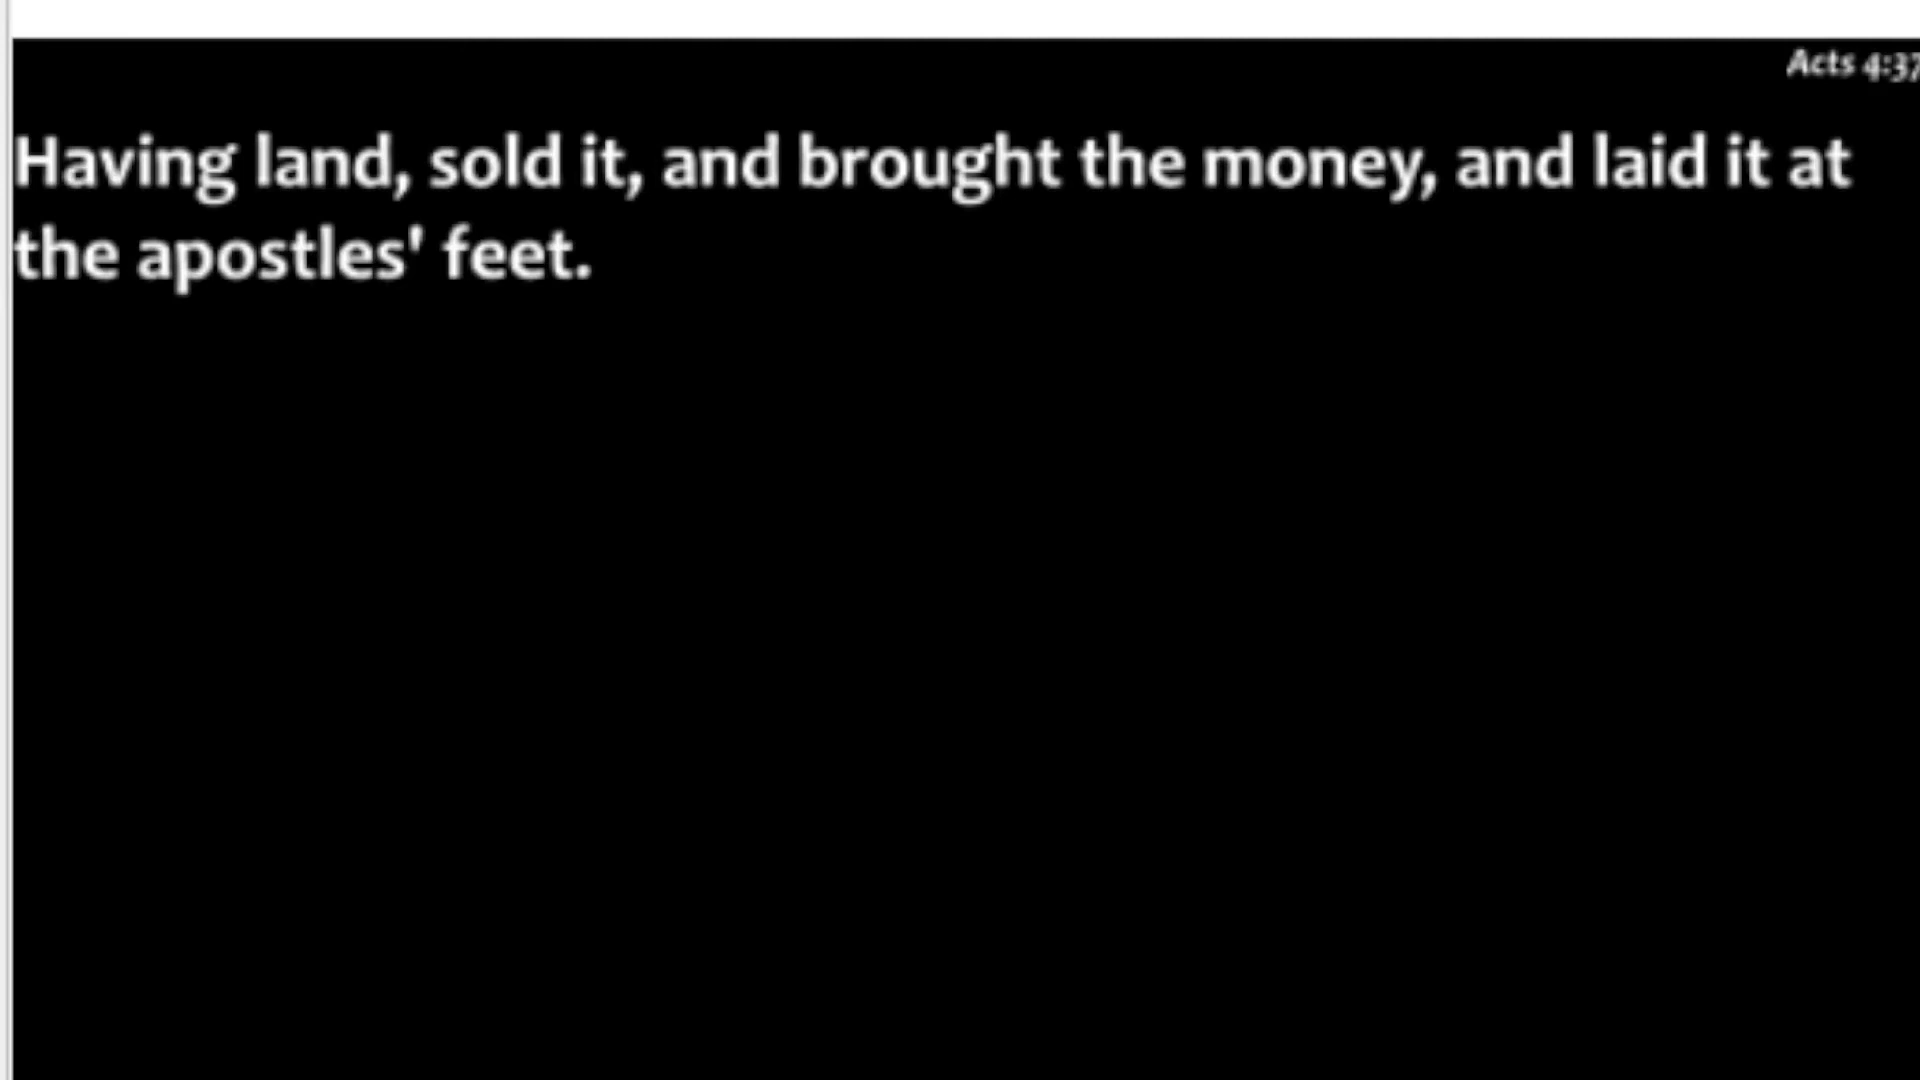 Acts 4:37
Having land, sold it, and brought the money, and laid it at
the apostles' feet.